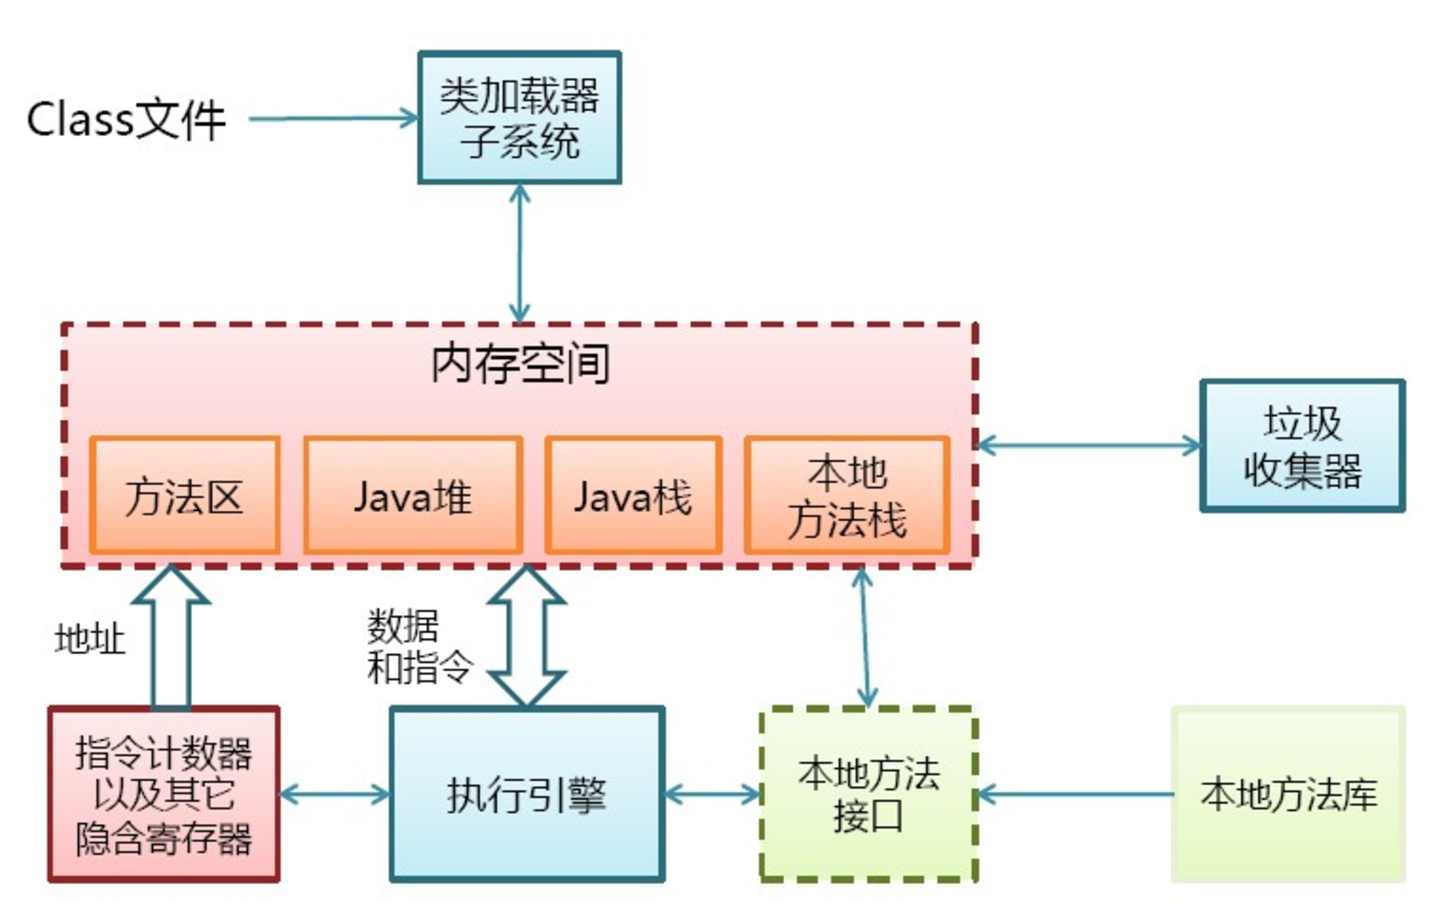 Class文件
类加载器
子系统
内存空间
方法区
Java堆
Java栈
本地
方法栈
垃圾
收集器
地址
数据
和指令
指令计数器
以及其它
隐含寄存器
执行引擎
本地方法
接口
本地方法库